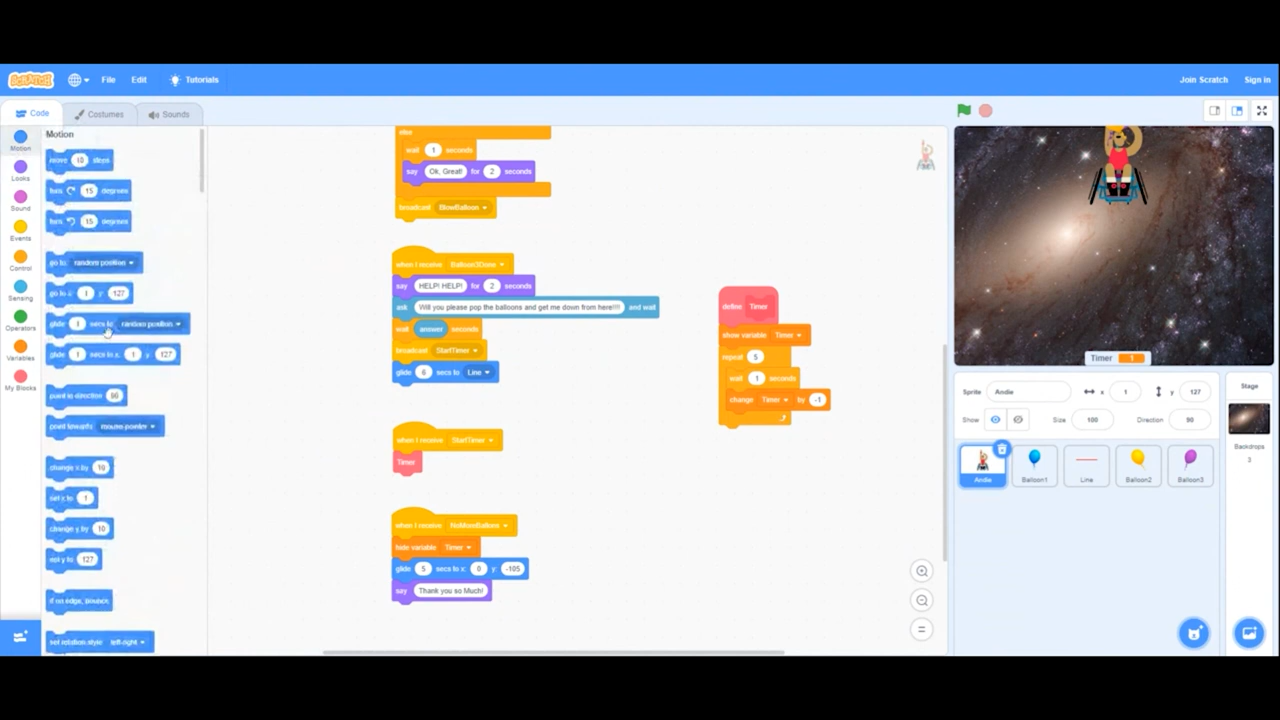 SCRATCH File Edit Tutorials Join Scratch Sign in
Code Costumes Sounds
Motion
Looks
Sound
Events
Control
Sensing
Operators
Variables
My Blocks
Motion
move 10 steps
turn 15 degrees
turn 15 degrees
go to random position
go to x: 1 y: 127
glide 1 secs to random position
glide 1 secs to x: 1 y: 127
point in direction 90
point towards mouse-pointer
change x by 10
set x to 1
change y by 10
set y to 127
if on edge, bounce
set rotation style left-right
else
wait 1 seconds
say Ok, Great! for 2 seconds
broadcast BlowBalloon
when I receive Balloon3Done
say HELP! HELP! for 2 seconds
ask Will you please pop the balloons and get me down from here!!!! and wait
wait answer seconds
broadcast StartTimer
glide 6 secs to Line
when I receive StartTimer
Timer
when I receive NoMoreBalloon
hide variable Timer
glide 5 secs to x: 0 y: -105
say Thank you so Much!
define Timer
show variable Timer
repeat 5
wait 1 seconds
change Timer by -1
Timer 1
Sprite Andie x 1 y 127
Show Size 100 Direction 90
Andie Balloon1 Line Balloon2 Balloon3
Stage
Backdrops
3